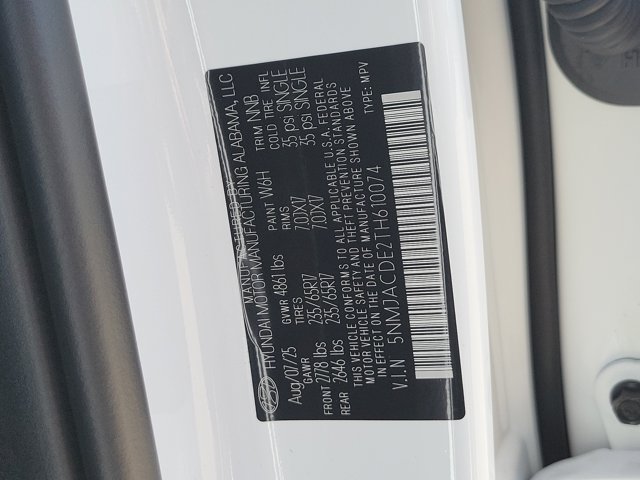 MANUFACTURED BY
HYUNDAI MOTOR MANUFACTURING ALABAMA, LLC
Aug/07/25 GVWR 4861 lbs PAINT W6H TRIM NNB
GAWR TIRES RIMS COLD TIRE INFL
FRONT 2778 lbs 235/65R17 7.0JX17 35 psi SINGLE
REAR 2646 lbs 235/65R17 7.0JX17 35 psi SINGLE
THIS VEHICLE CONFORMS TO ALL APPLICABLE U.S.A. FEDERAL
MOTOR VEHICLE SAFETY AND THEFT PREVENTION STANDARDS
IN EFFECT ON THE DATE OF MANUFACTURE SHOWN ABOVE
V.I.N 5NMJACDE2TH610074 TYPE: MPV